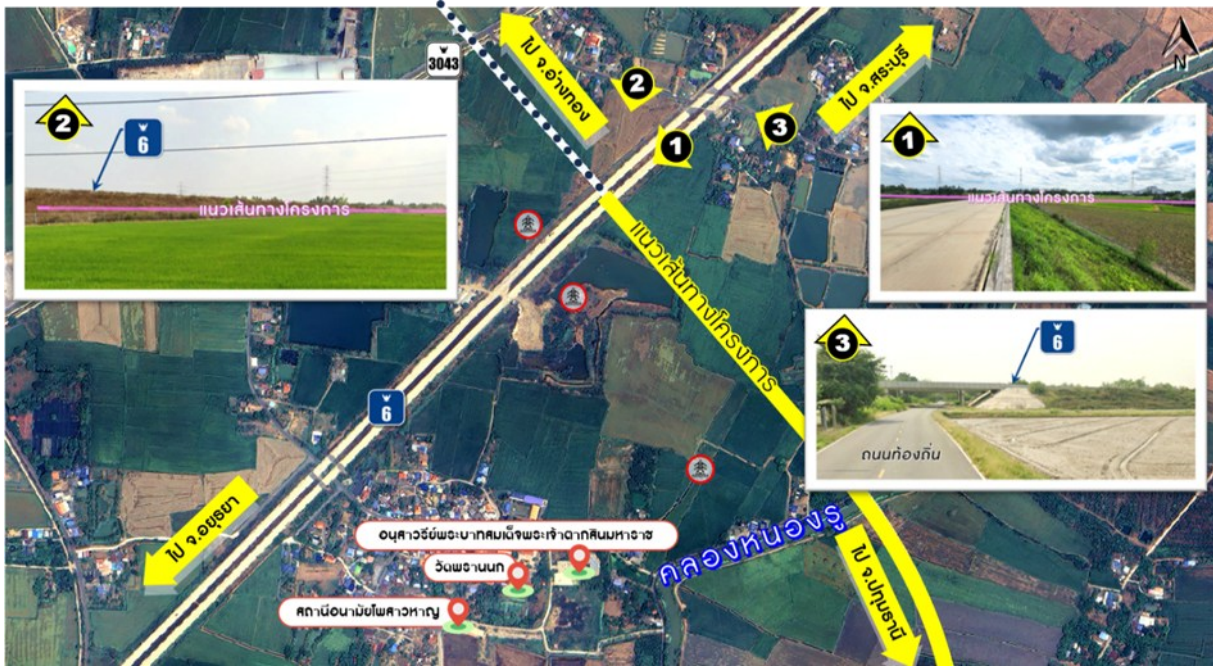 3043
ไป จ.อ่างทอง
ไป จ.สระบุรี
N
2
1
3
2
6
แนวเส้นทางโครงการ
1
แนวเส้นทางโครงการ
3
6
ถนนท้องถิ่น
แนวเส้นทางโครงการ
6
ไป จ.อยุธยา
อนุสาวรีย์พระบาทสมเด็จพระเจ้าตากสินมหาราช
วัดพรานนก
สถานีอนามัยโพสาวหาญ
คลองหนองรู
ไป จ.ปทุมธานี